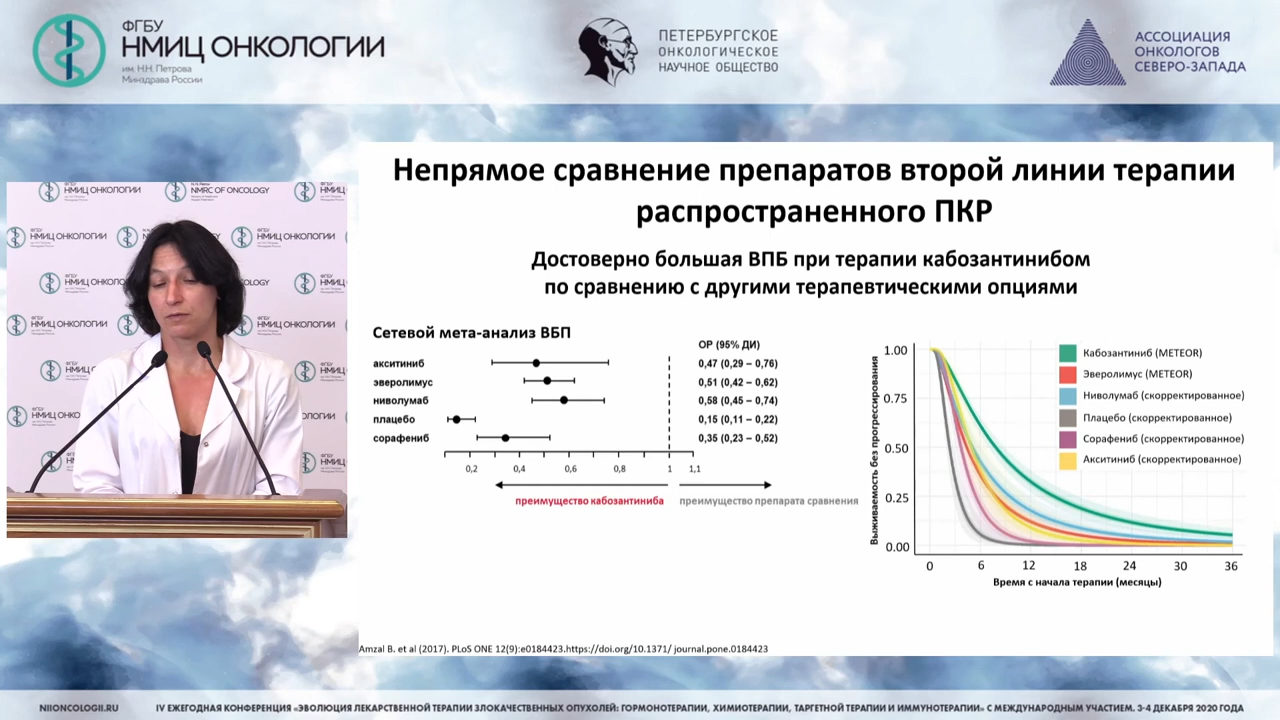 ФГБУ
НМИЦ ОНКОЛОГИИ
им. Н.Н. Петрова
Минздрава России
ПЕТЕРБУРГСКОЕ
ОНКОЛОГИЧЕСКОЕ
НАУЧНОЕ ОБЩЕСТВО
АССОЦИАЦИЯ
ОНКОЛОГОВ
СЕВЕРО-ЗАПАДА
Непрямое сравнение препаратов второй линии терапии
распространенного ПКР
Достоверно большая ВПБ при терапии кабозантинибом
по сравнению с другими терапевтическими опциями
Сетевой мета-анализ ВБП
ОР (95% ДИ)
акситиниб 0,47 (0,29 – 0,76)
эверолимус 0,51 (0,42 – 0,62)
ниволумаб 0,58 (0,45 – 0,74)
плацебо 0,15 (0,11 – 0,22)
сорафениб 0,35 (0,23 – 0,52)
0,2 0,4 0,6 0,8 1 1,1
преимущество кабозантиниба преимущество препарата сравнения
Выживаемость без прогрессирования
1.00
0.75
0.50
0.25
0.00
0 6 12 18 24 30 36
Время с начала терапии (месяцы)
Кабозантиниб (METEOR)
Эверолимус (METEOR)
Ниволумаб (скорректированное)
Плацебо (скорректированное)
Сорафениб (скорректированное)
Акситиниб (скорректированное)
Amzal B. et al (2017). PLoS ONE 12(9):e0184423.https://doi.org/10.1371/ journal.pone.0184423
НМИЦ ОНКОЛОГИИ
NMRC OF ONCOLOGY
NIIONCOLOGII.RU
IV ЕЖЕГОДНАЯ КОНФЕРЕНЦИЯ «ЭВОЛЮЦИЯ ЛЕКАРСТВЕННОЙ ТЕРАПИИ ЗЛОКАЧЕСТВЕННЫХ ОПУХОЛЕЙ: ГОРМОНОТЕРАПИИ, ХИМИОТЕРАПИИ, ТАРГЕТНОЙ ТЕРАПИИ И ИММУНОТЕРАПИИ» С МЕЖДУНАРОДНЫМ УЧАСТИЕМ. 3-4 ДЕКАБРЯ 2020 ГОДА